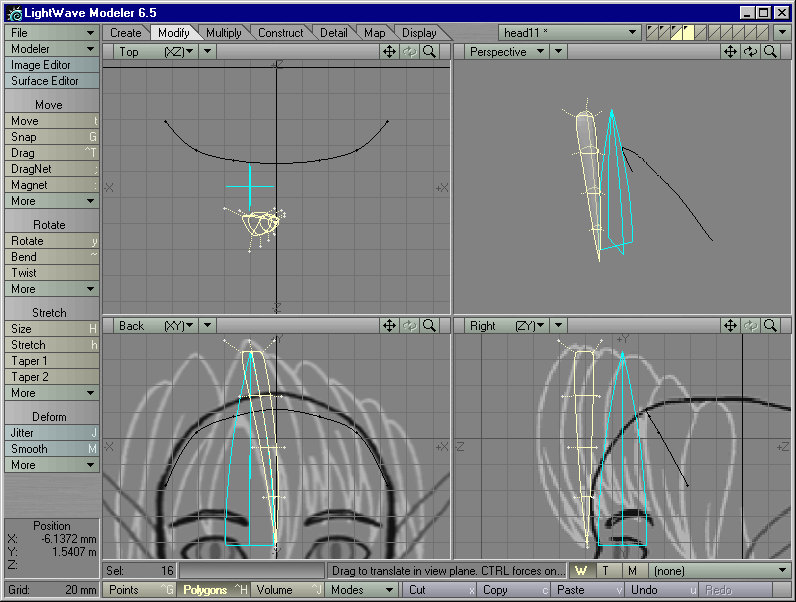 LightWave Modeler 6.5
File Create Modify Multiply Construct Detail Map Display head11 *
Modeler Top (XZ) Perspective
Image Editor
Surface Editor
Move
Move t
Snap G
Drag ^T
DragNet ;
Magnet :
More
Rotate
Rotate y
Bend ~
Twist
More
Stretch
Size H
Stretch h
Taper 1
Taper 2
More
Deform
Jitter J
Smooth M
More
Z
-X +X
-Z
Back (XY) Right (ZY)
Y +Y
-X +X -Z +Z
-Y -Y
Position
X: -6.1372 mm
Y: 1.5407 m
Z:
Sel: 16 Drag to translate in view plane. CTRL forces on... W T M (none)
Grid: 20 mm Points ^G Polygons ^H Volume ^J Modes Cut x Copy c Paste v Undo u Redo